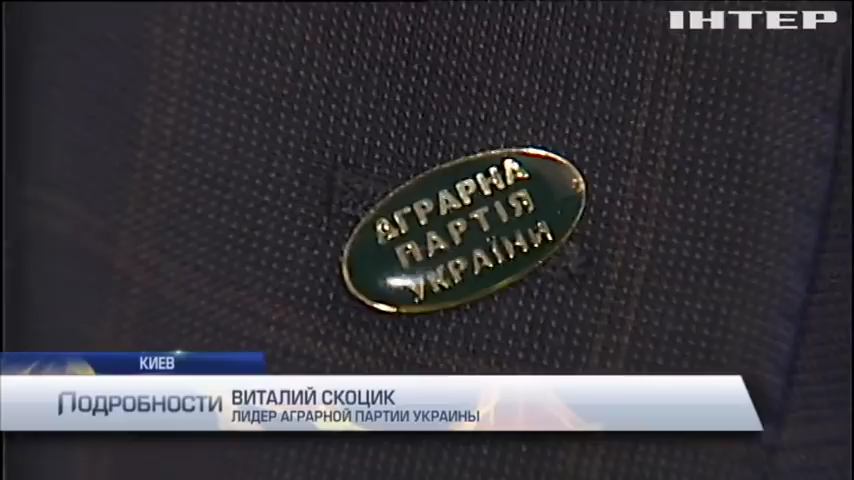 ІНТЕР
АГРАРНА
ПАРТІЯ
УКРАЇНИ
КИЕВ
ПОДРОБНОСТИ
ВИТАЛИЙ СКОЦИК
ЛИДЕР АГРАРНОЙ ПАРТИИ УКРАИНЫ